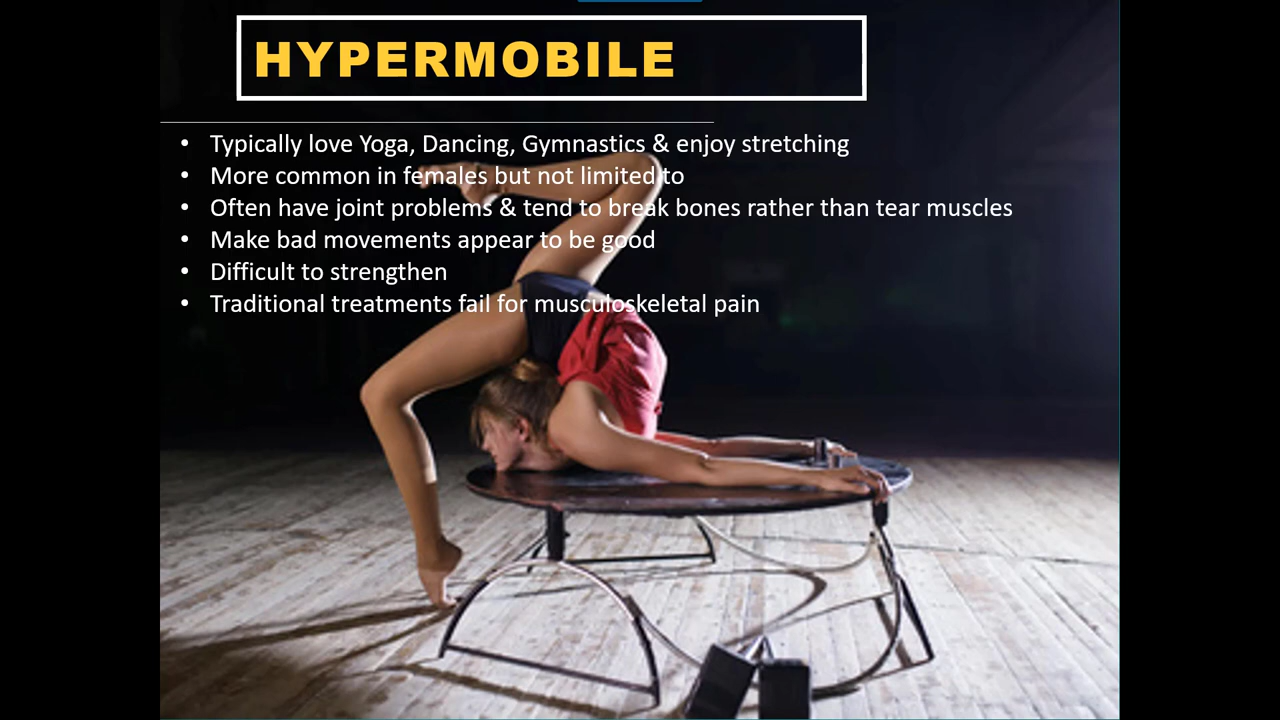 HYPERMOBILE
• Typically love Yoga, Dancing, Gymnastics & enjoy stretching
• More common in females but not limited to
• Often have joint problems & tend to break bones rather than tear muscles
• Make bad movements appear to be good
• Difficult to strengthen
• Traditional treatments fail for musculoskeletal pain